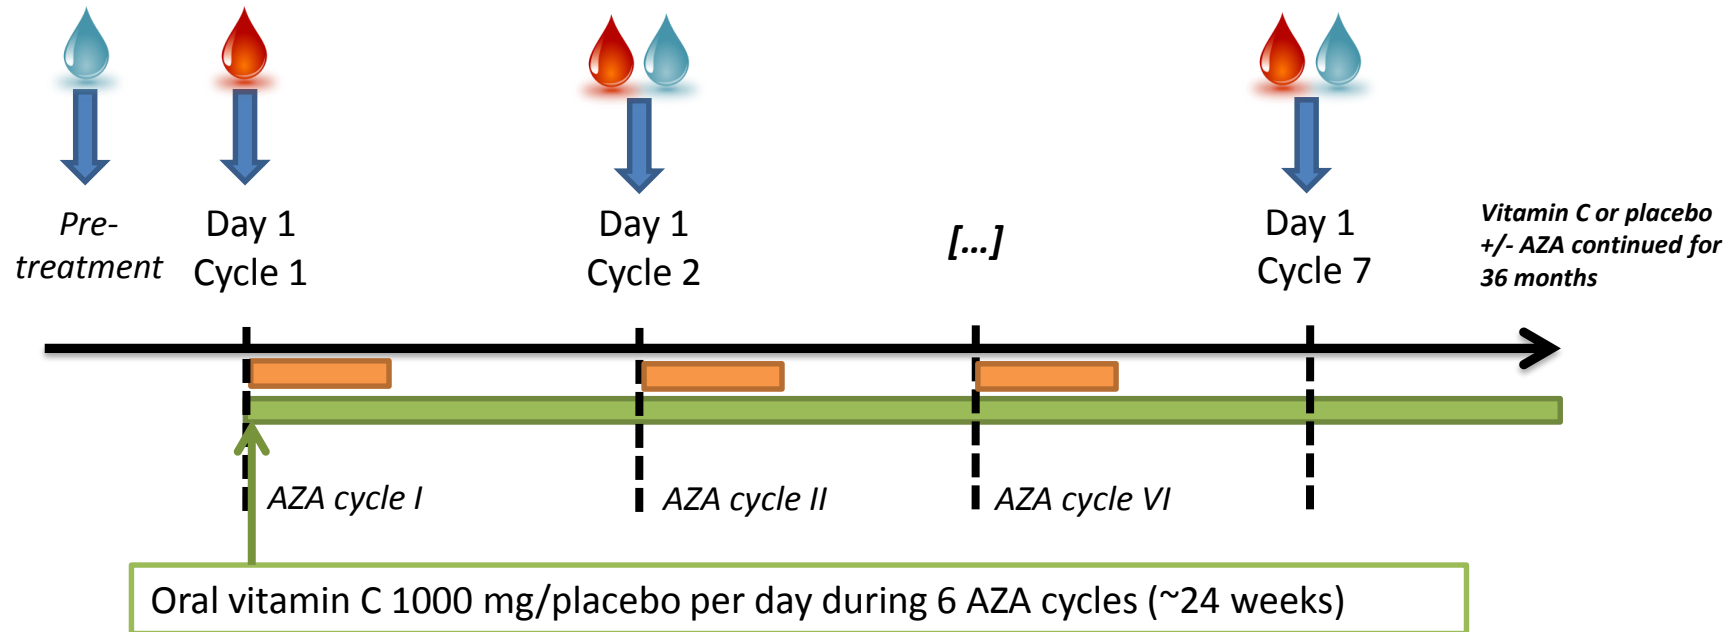 Pre-
treatment
Day 1
Cycle 1
Day 1
Cycle 2
[...]
Day 1
Cycle 7
Vitamin C or placebo
+/- AZA continued for
36 months
AZA cycle I
AZA cycle II
AZA cycle VI
Oral vitamin C 1000 mg/placebo per day during 6 AZA cycles (~24 weeks)